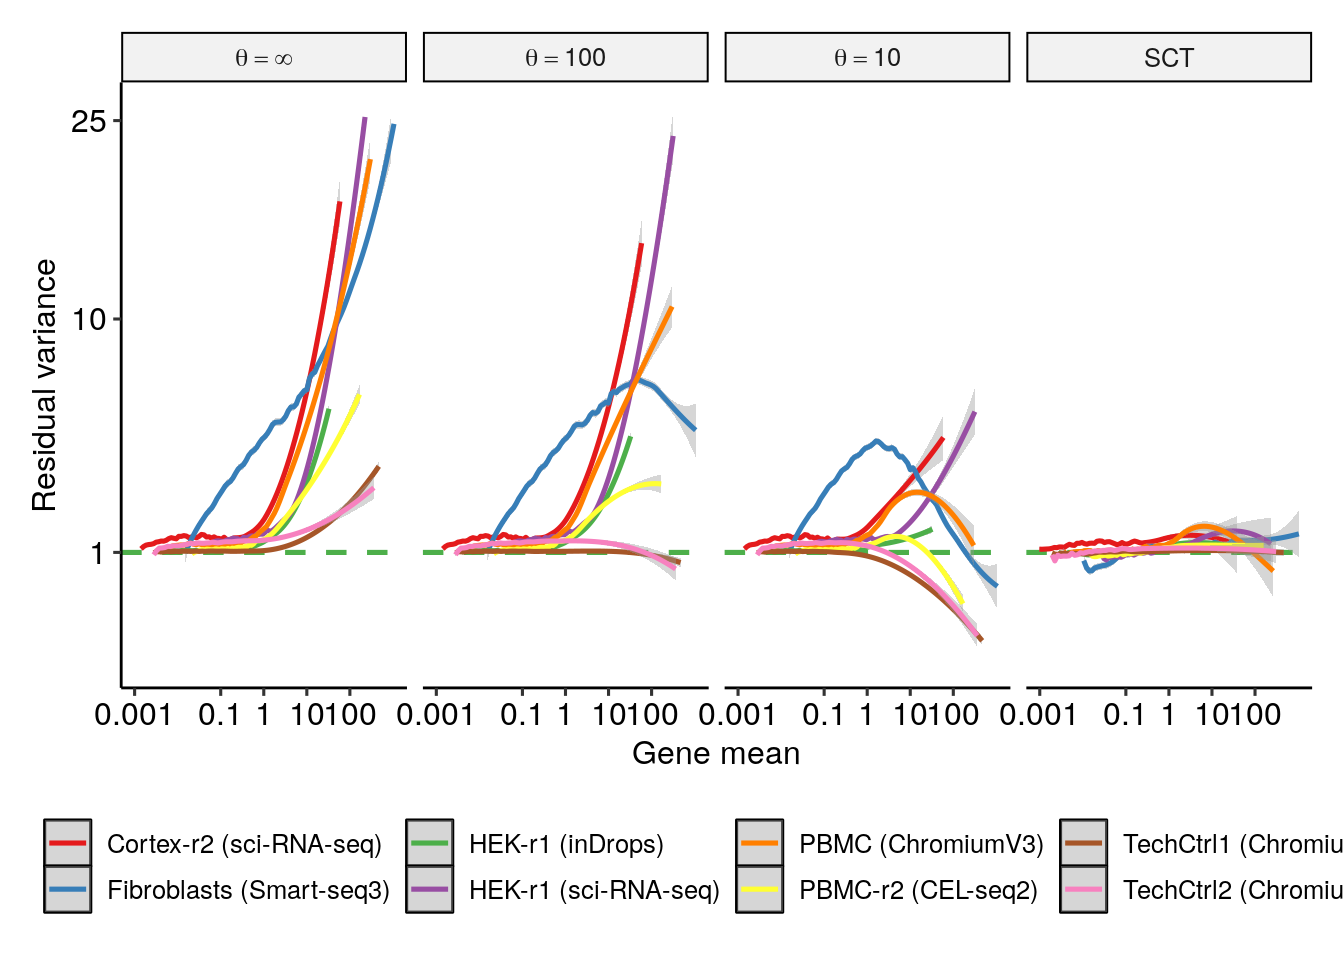 θ = ∞ θ = 100 θ = 10 SCT
25
10
1
Residual variance
0.001 0.1 1 10 100 0.001 0.1 1 10 100 0.001 0.1 1 10 100 0.001 0.1 1 10 100
Gene mean
Cortex-r2 (sci-RNA-seq) HEK-r1 (inDrops) PBMC (ChromiumV3) TechCtrl1 (Chromiu
Fibroblasts (Smart-seq3) HEK-r1 (sci-RNA-seq) PBMC-r2 (CEL-seq2) TechCtrl2 (Chromiu